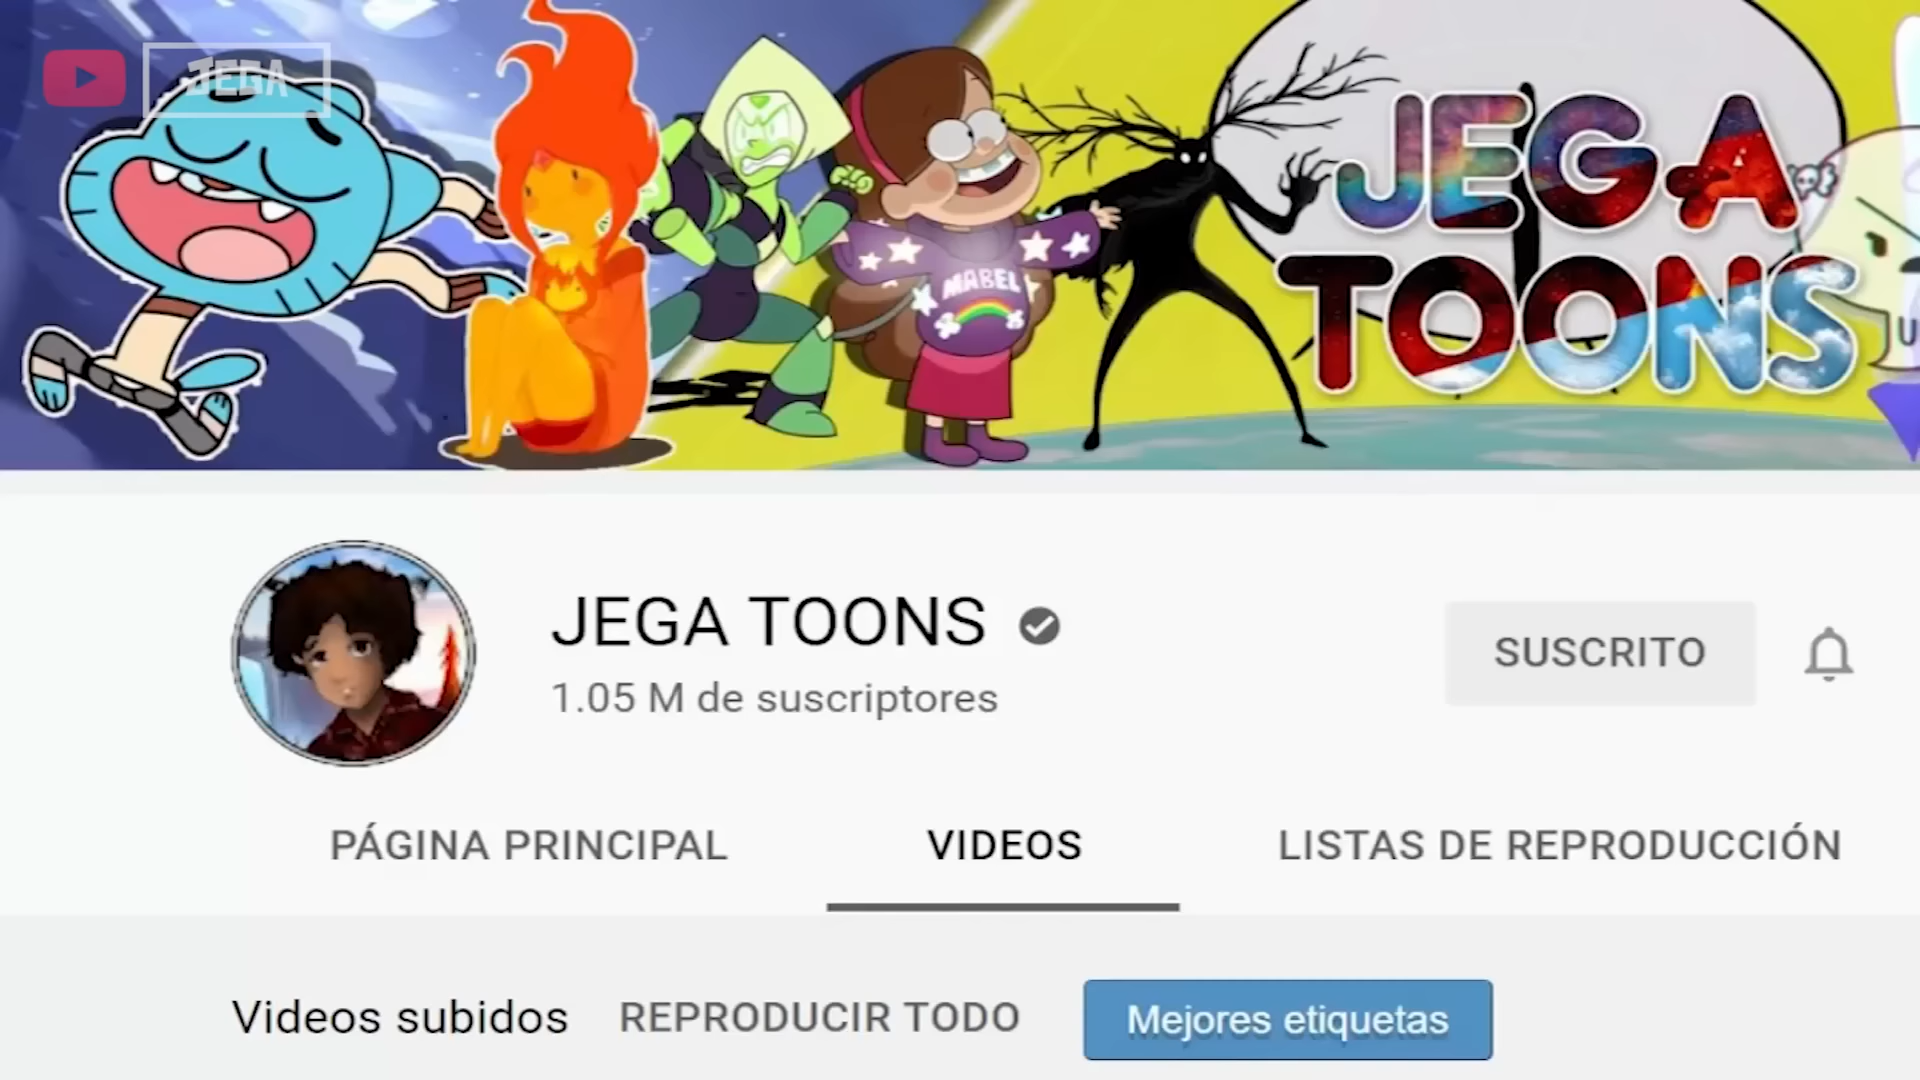 JEGA
JEGA
TOONS
MABEL
JEGA TOONS
1.05 M de suscriptores
SUSCRITO
PÁGINA PRINCIPAL
VIDEOS
LISTAS DE REPRODUCCIÓN
Videos subidos
REPRODUCIR TODO
Mejores etiquetas